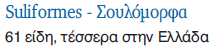 Suliformes - Σουλόμορφα
61 είδη, τέσσερα στην Ελλάδα